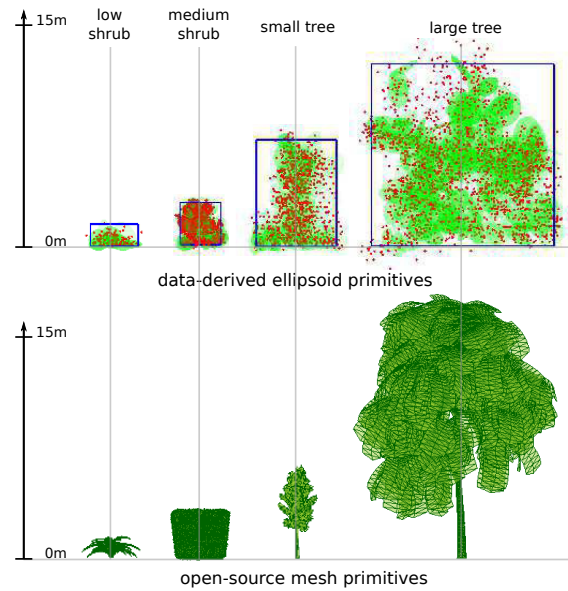 15m
low
shrub
medium
shrub
small tree
large tree
0m
data-derived ellipsoid primitives
15m
0m
open-source mesh primitives